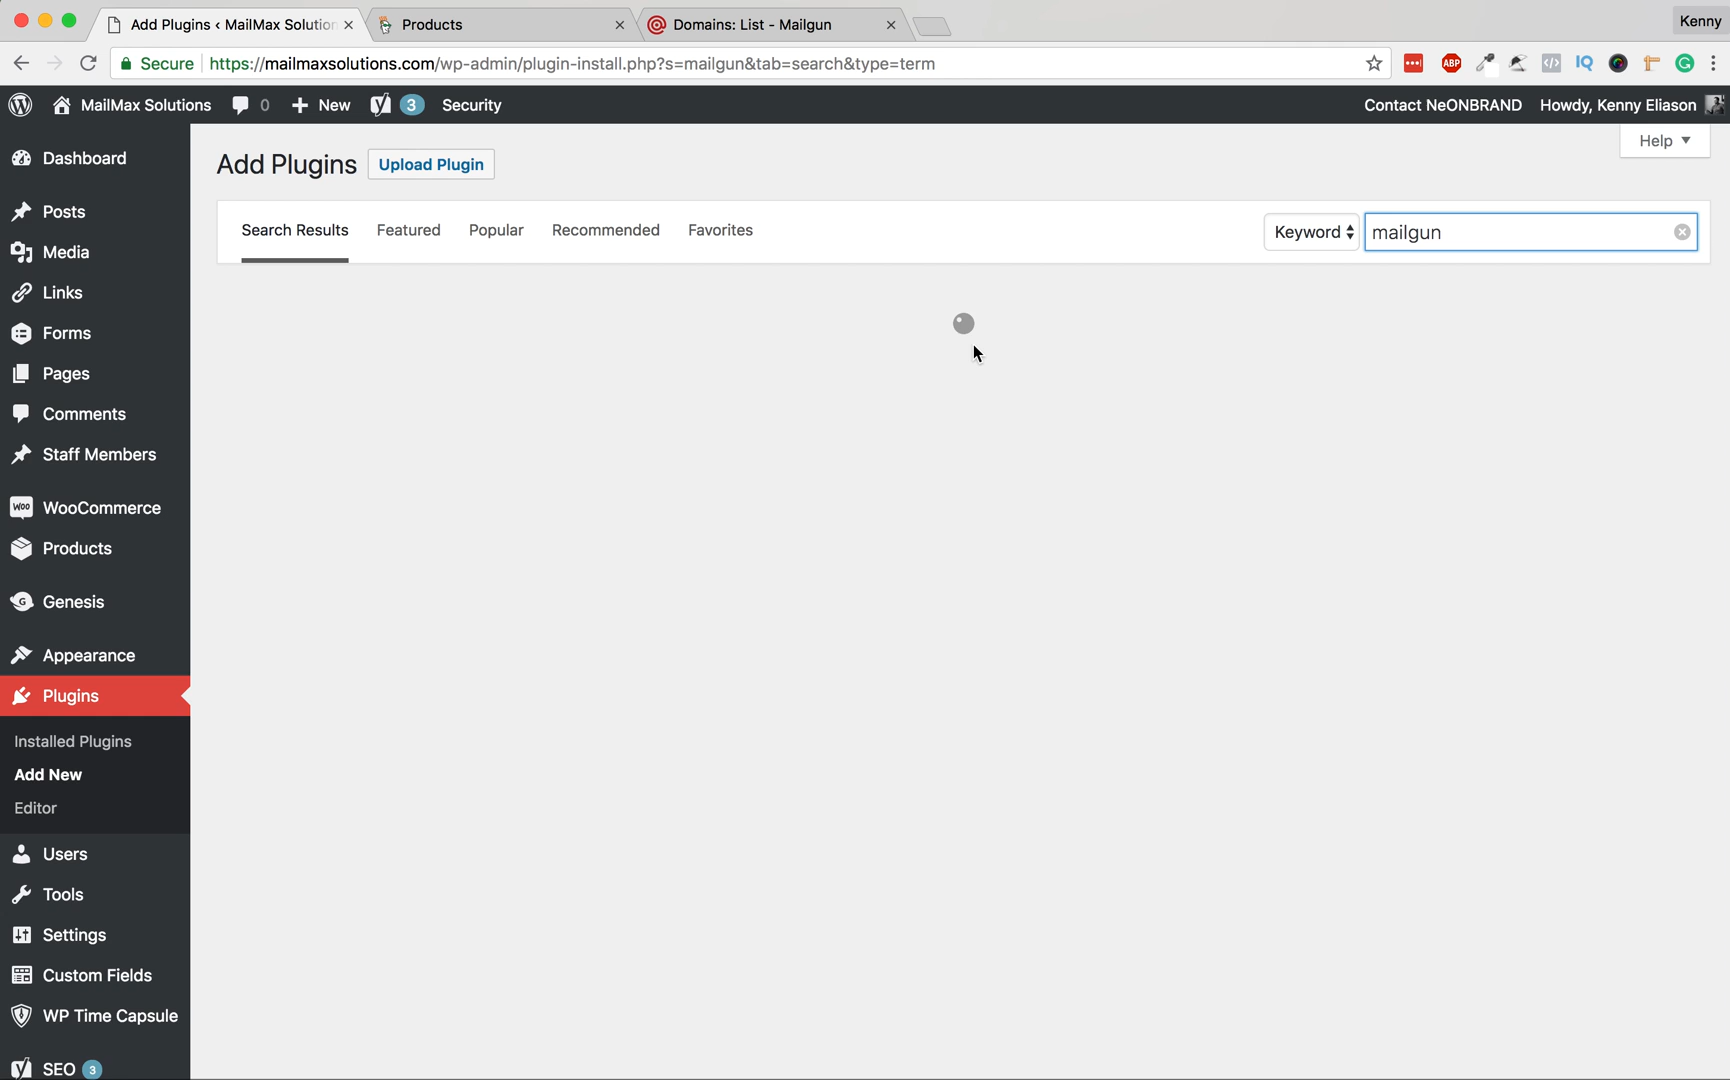 Add Plugins ‹ MailMax Solution
Products
Domains: List - Mailgun
Kenny
Secure
https://mailmaxsolutions.com/wp-admin/plugin-install.php?s=mailgun&tab=search&type=term
ABP
IQ
MailMax Solutions
0
New
3
Security
Contact NeONBRAND
Howdy, Kenny Eliason
Help
Dashboard
Posts
Media
Links
Forms
Pages
Comments
Staff Members
WOO
WooCommerce
Products
G
Genesis
Appearance
Plugins
Installed Plugins
Add New
Editor
Users
Tools
Settings
Custom Fields
WP Time Capsule
SEO 3
Add Plugins
Upload Plugin
Search Results
Featured
Popular
Recommended
Favorites
Keyword
mailgun